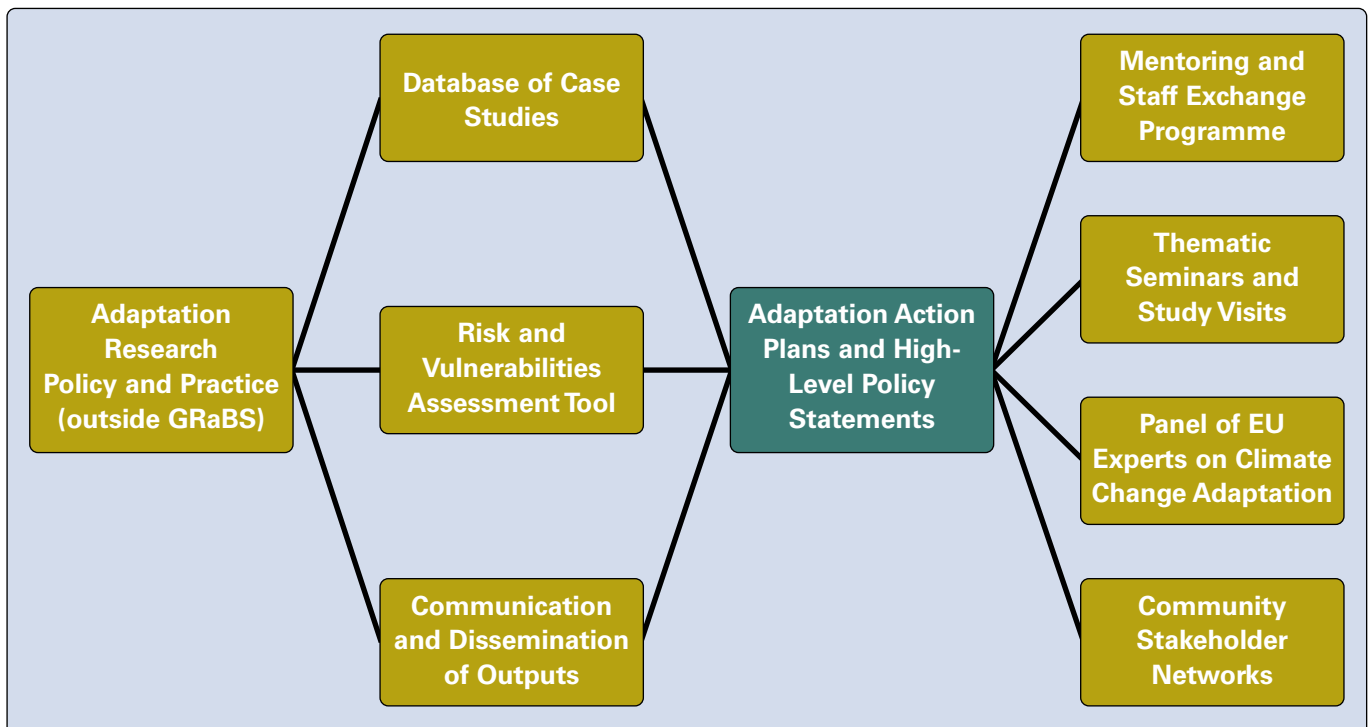 Adaptation
Research
Policy and Practice
(outside GRaBS)
Database of Case
Studies
Risk and
Vulnerabilities
Assessment Tool
Communication
and Dissemination
of Outputs
Adaptation Action
Plans and High-
Level Policy
Statements
Mentoring and
Staff Exchange
Programme
Thematic
Seminars and
Study Visits
Panel of EU
Experts on Climate
Change Adaptation
Community
Stakeholder
Networks